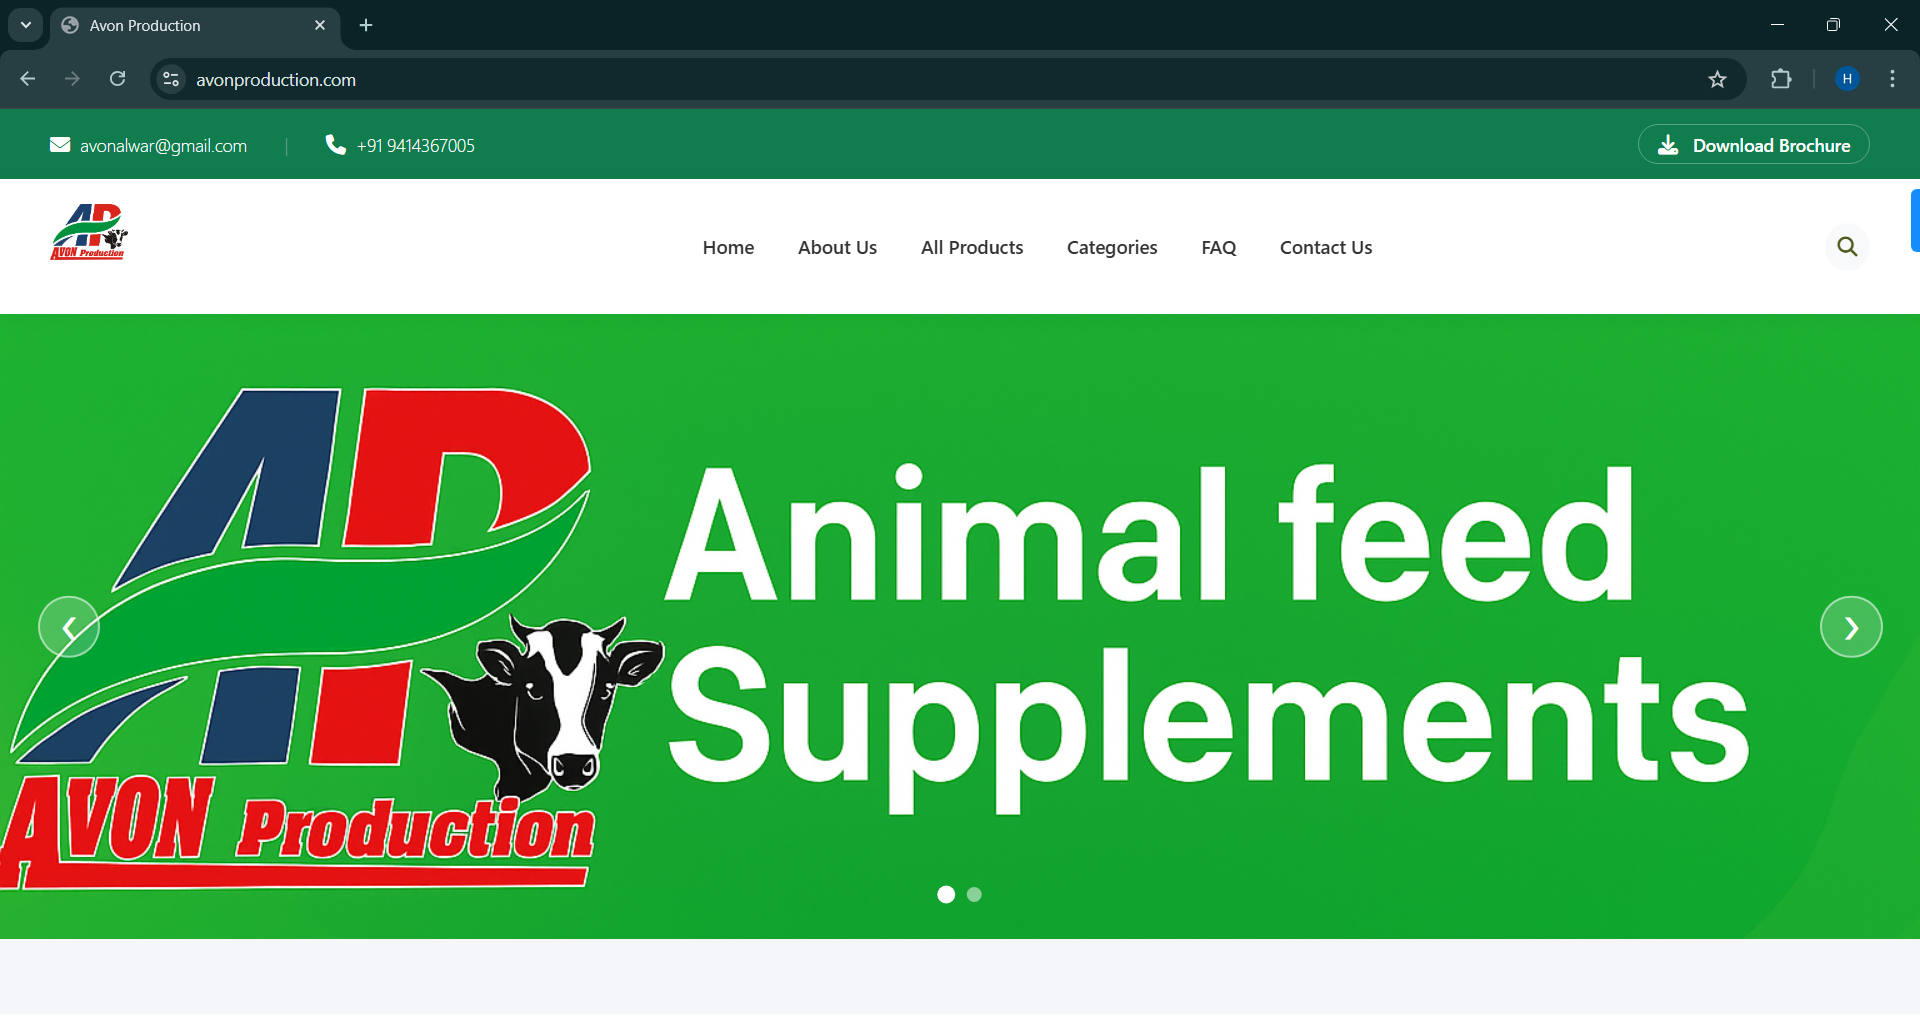 Avon Production
avonproduction.com
H
avonalwar@gmail.com | +91 9414367005
Download Brochure
AP
AVON Production
Home About Us All Products Categories FAQ Contact Us
AP
Animal feed
Supplements
AVON Production